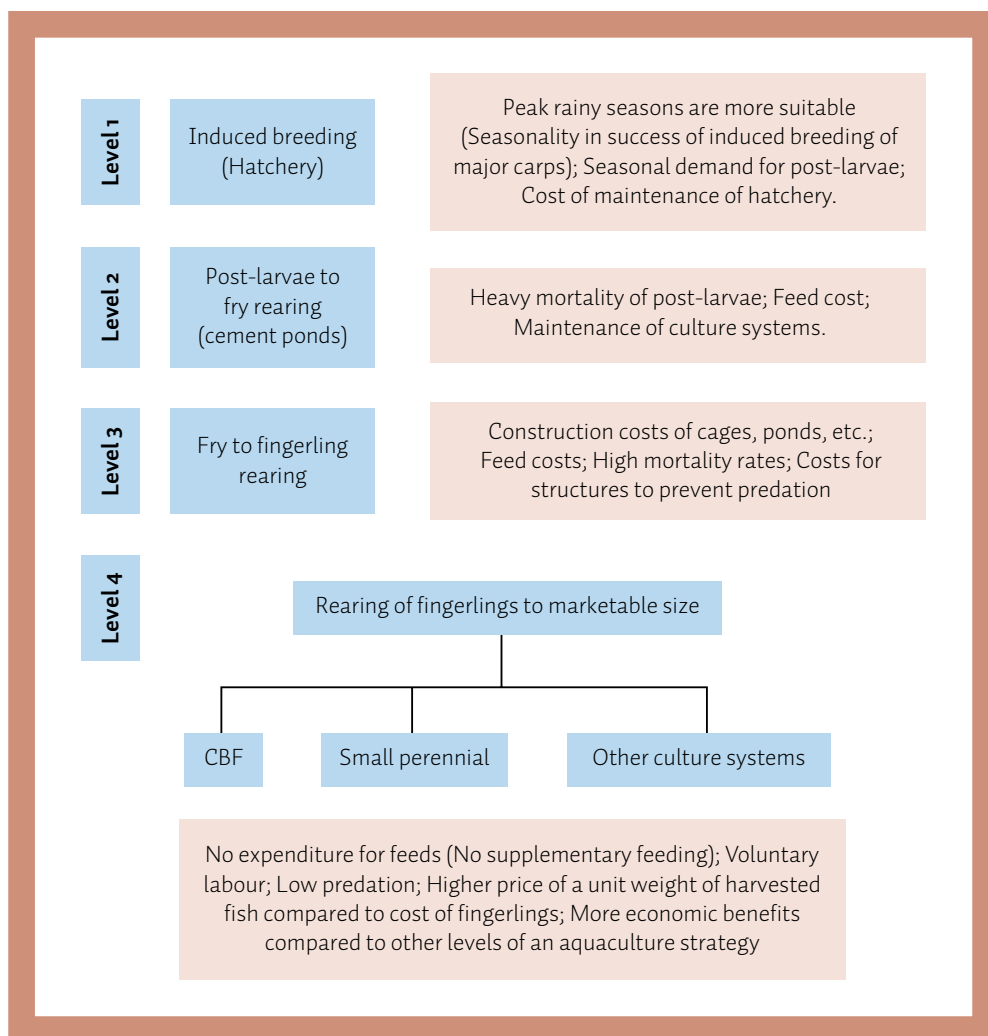 Level 1
Induced breeding
(Hatchery)
Peak rainy seasons are more suitable
(Seasonality in success of induced breeding of
major carps); Seasonal demand for post-larvae;
Cost of maintenance of hatchery.
Level 2
Post-larvae to
fry rearing
(cement ponds)
Heavy mortality of post-larvae; Feed cost;
Maintenance of culture systems.
Level 3
Fry to fingerling
rearing
Construction costs of cages, ponds, etc.;
Feed costs; High mortality rates; Costs for
structures to prevent predation
Level 4
Rearing of fingerlings to marketable size
CBF
Small perennial
Other culture systems
No expenditure for feeds (No supplementary feeding); Voluntary
labour; Low predation; Higher price of a unit weight of harvested
fish compared to cost of fingerlings; More economic benefits
compared to other levels of an aquaculture strategy